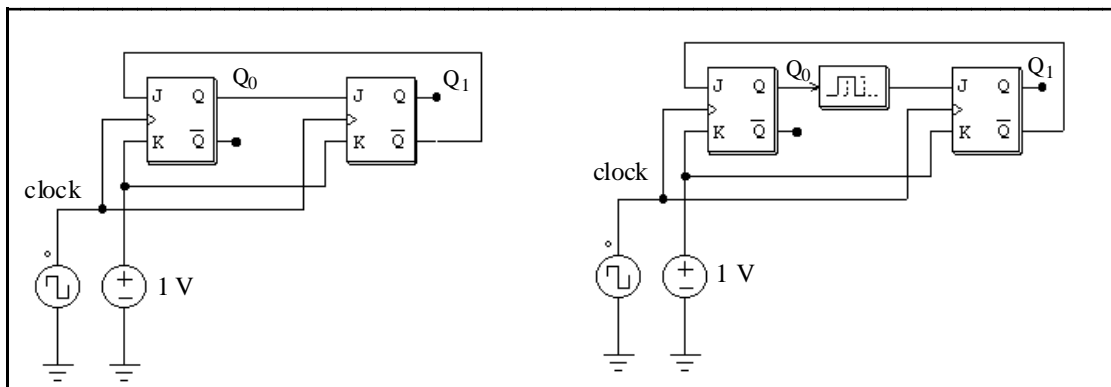 Q0 Q1
J Q J Q
K Q̅ K Q̅
clock
1 V
Q0 Q1
J Q J Q
K Q̅ K Q̅
clock
1 V